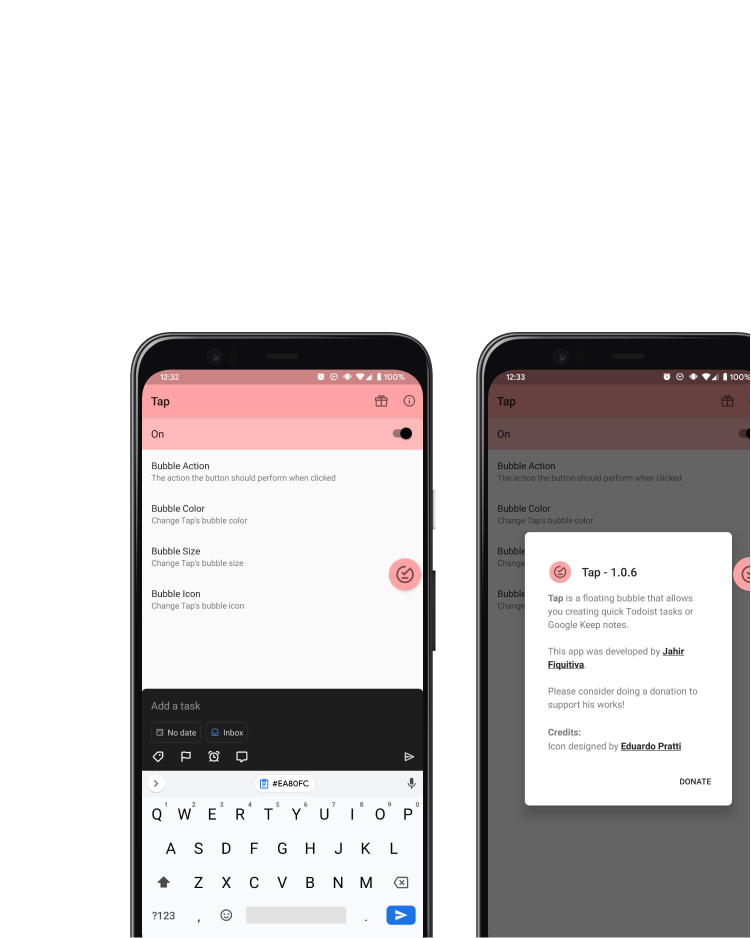 12:32
100%
Tap
On
Bubble Action
The action the button should perform when clicked
Bubble Color
Change Tap's bubble color
Bubble Size
Change Tap's bubble size
Bubble Icon
Change Tap's bubble icon
Add a task
No date
Inbox
#EA80FC
1 2 3 4 5 6 7 8 9 0
Q W E R T Y U I O P
A S D F G H J K L
Z X C V B N M
?123 , .
12:33
100%
Tap
On
Bubble Action
The action the button should perform when clicked
Bubble Color
Change Tap's bubble color
Bubble
Change
Bubble
Change
Tap - 1.0.6
Tap is a floating bubble that allows
you creating quick Todoist tasks or
Google Keep notes.
This app was developed by Jahir
Fiquitiva.
Please consider doing a donation to
support his works!
Credits:
Icon designed by Eduardo Pratti
DONATE